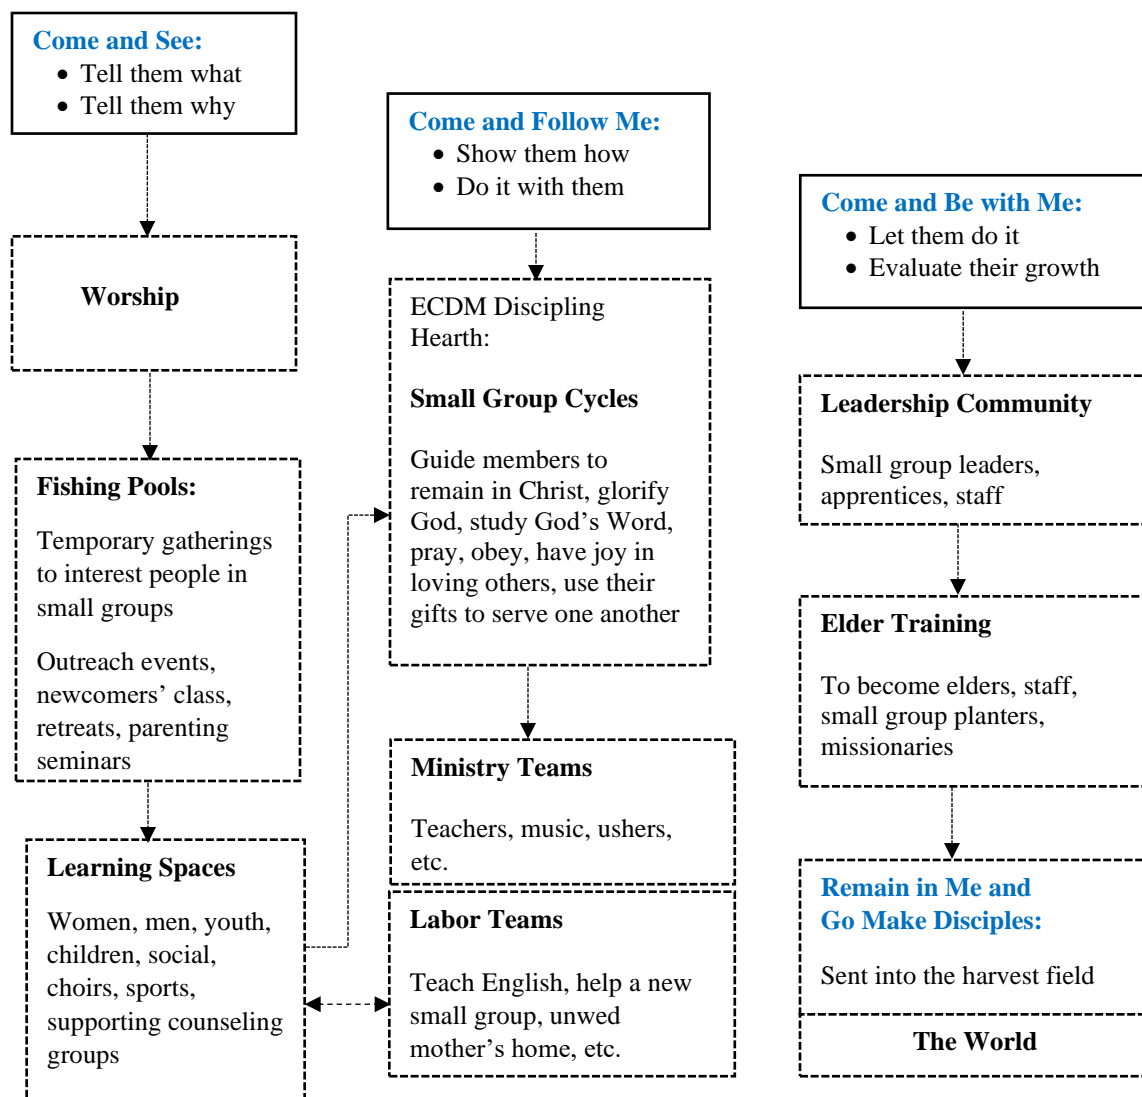 Come and See:
• Tell them what
• Tell them why
Worship
Fishing Pools:
Temporary gatherings
to interest people in
small groups
Outreach events,
newcomers’ class,
retreats, parenting
seminars
Learning Spaces
Women, men, youth,
children, social,
choirs, sports,
supporting counseling
groups
Come and Follow Me:
• Show them how
• Do it with them
ECDM Discipling
Hearth:
Small Group Cycles
Guide members to
remain in Christ, glorify
God, study God’s Word,
pray, obey, have joy in
loving others, use their
gifts to serve one another
Ministry Teams
Teachers, music, ushers,
etc.
Labor Teams
Teach English, help a new
small group, unwed
mother’s home, etc.
Come and Be with Me:
• Let them do it
• Evaluate their growth
Leadership Community
Small group leaders,
apprentices, staff
Elder Training
To become elders, staff,
small group planters,
missionaries
Remain in Me and
Go Make Disciples:
Sent into the harvest field
The World